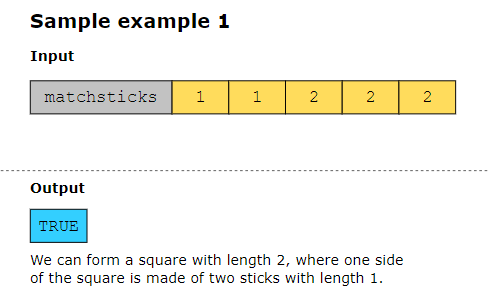 Sample example 1
Input
matchsticks 1 1 2 2 2
Output
TRUE
We can form a square with length 2, where one side
of the square is made of two sticks with length 1.